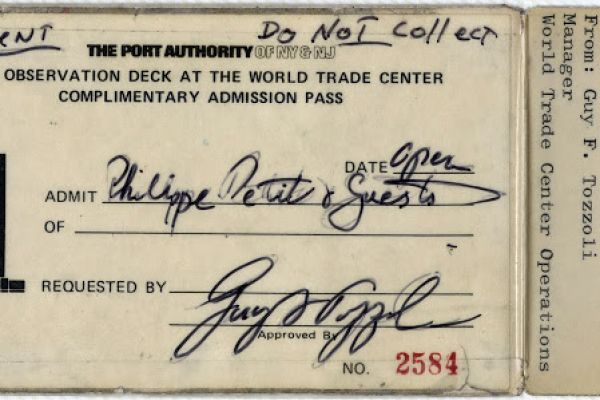 Do NOT Collect
THE PORT AUTHORITY OF NY & NJ
OBSERVATION DECK AT THE WORLD TRADE CENTER
COMPLIMENTARY ADMISSION PASS
DATE Open
ADMIT Philippe Petit & Guests
OF
REQUESTED BY
Guy F Tozzoli
Approved By
NO. 2584
From: Guy F. Tozzoli
Manager
World Trade Center Operations